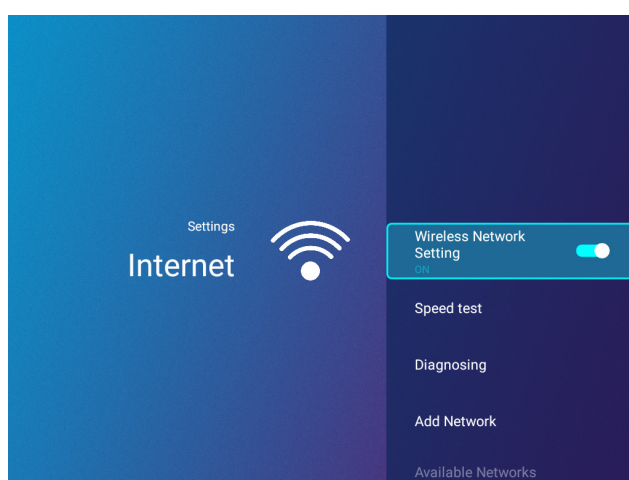 Settings
Internet
Wireless Network
Setting
ON
Speed test
Diagnosing
Add Network
Available Networks